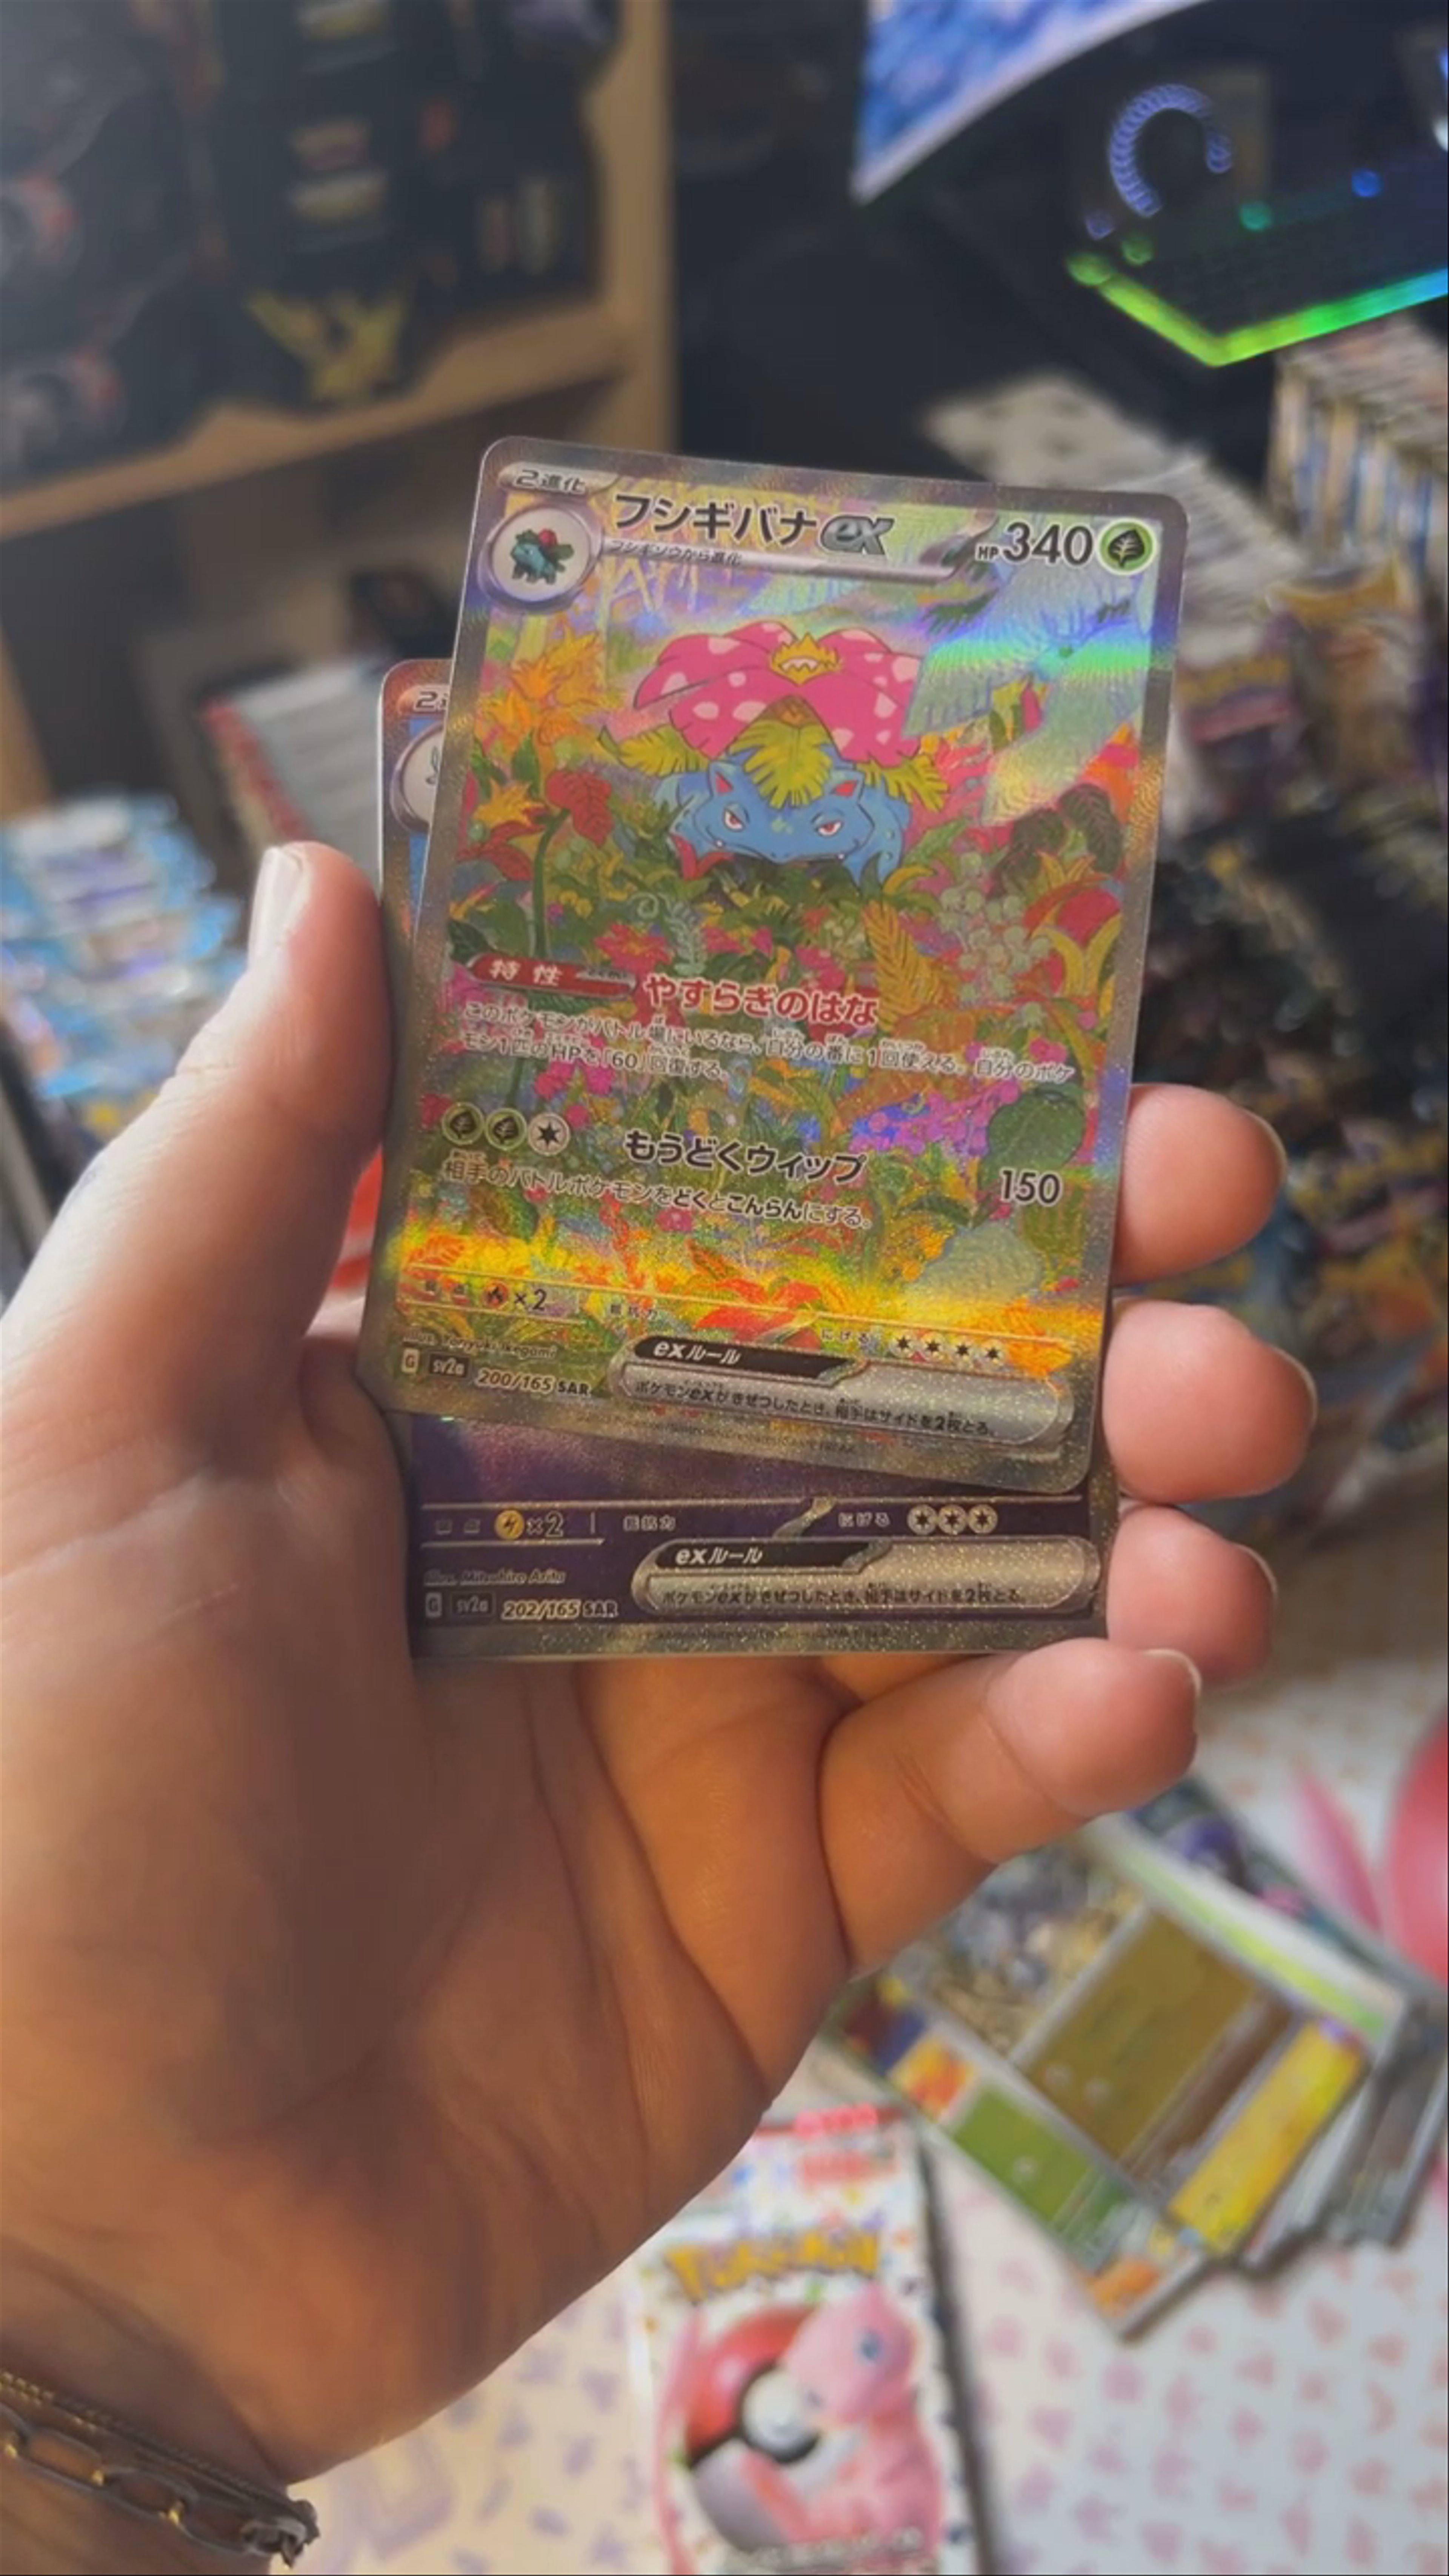 2進化
フシギバナex
HP340
フシギソウから進化
特性
やすらぎのはな
このポケモンがバトル場にいるなら、自分の番に1回使える。自分のポケ
モン1匹のHPを「60」回復する。
もうどくウィップ
150
相手のバトルポケモンをどくとこんらんにする。
×2
抵抗力
にげる
exルール
G sv2a 200/165 SAR
ポケモンexがきぜつしたとき、相手はサイドを2枚とる。
×2
抵抗力
にげる
exルール
illus. Mitsuhiro Arita
G sv2a 202/165 SAR
ポケモンexがきぜつしたとき、相手はサイドを2枚とる。
Pokémon